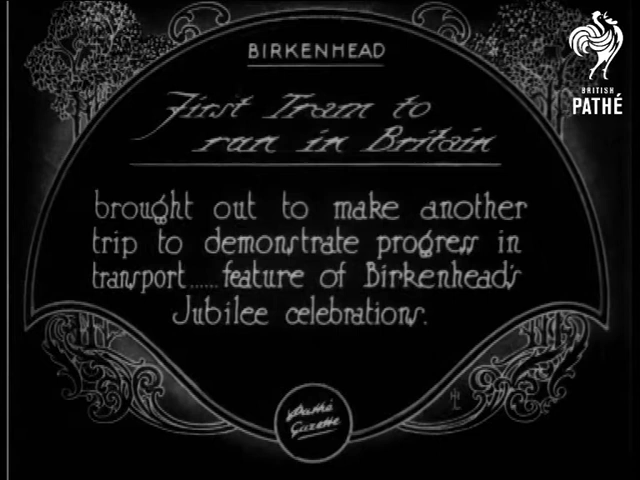 BIRKENHEAD
First Tram to
run in Britain
brought out to make another
trip to demonstrate progress in
transport......feature of Birkenhead's
Jubilee celebrations.
Pathé
Gazette
BRITISH
PATHÉ